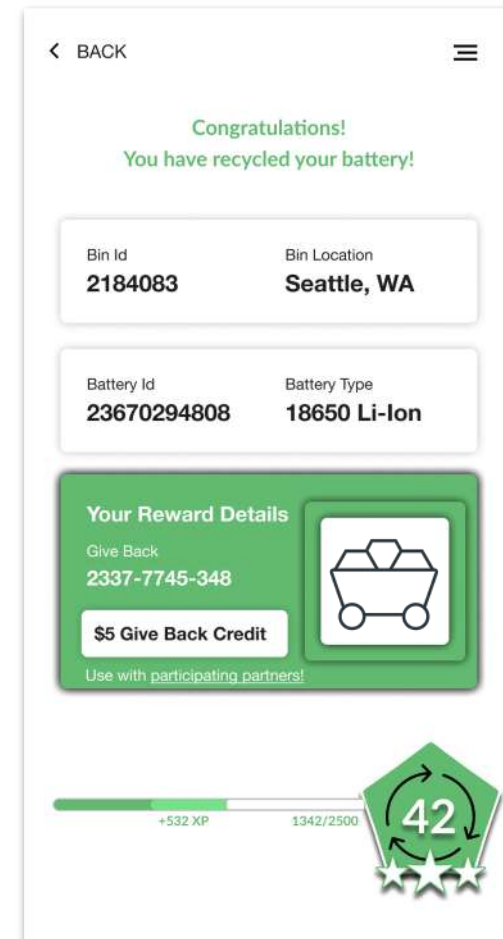 BACK
Congratulations!
You have recycled your battery!
Bin Id
Bin Location
2184083
Seattle, WA
Battery Id
Battery Type
23670294808
18650 Li-Ion
Your Reward Details
Give Back
2337-7745-348
$5 Give Back Credit
Use with participating partners!
+532 XP
1342/2500
42